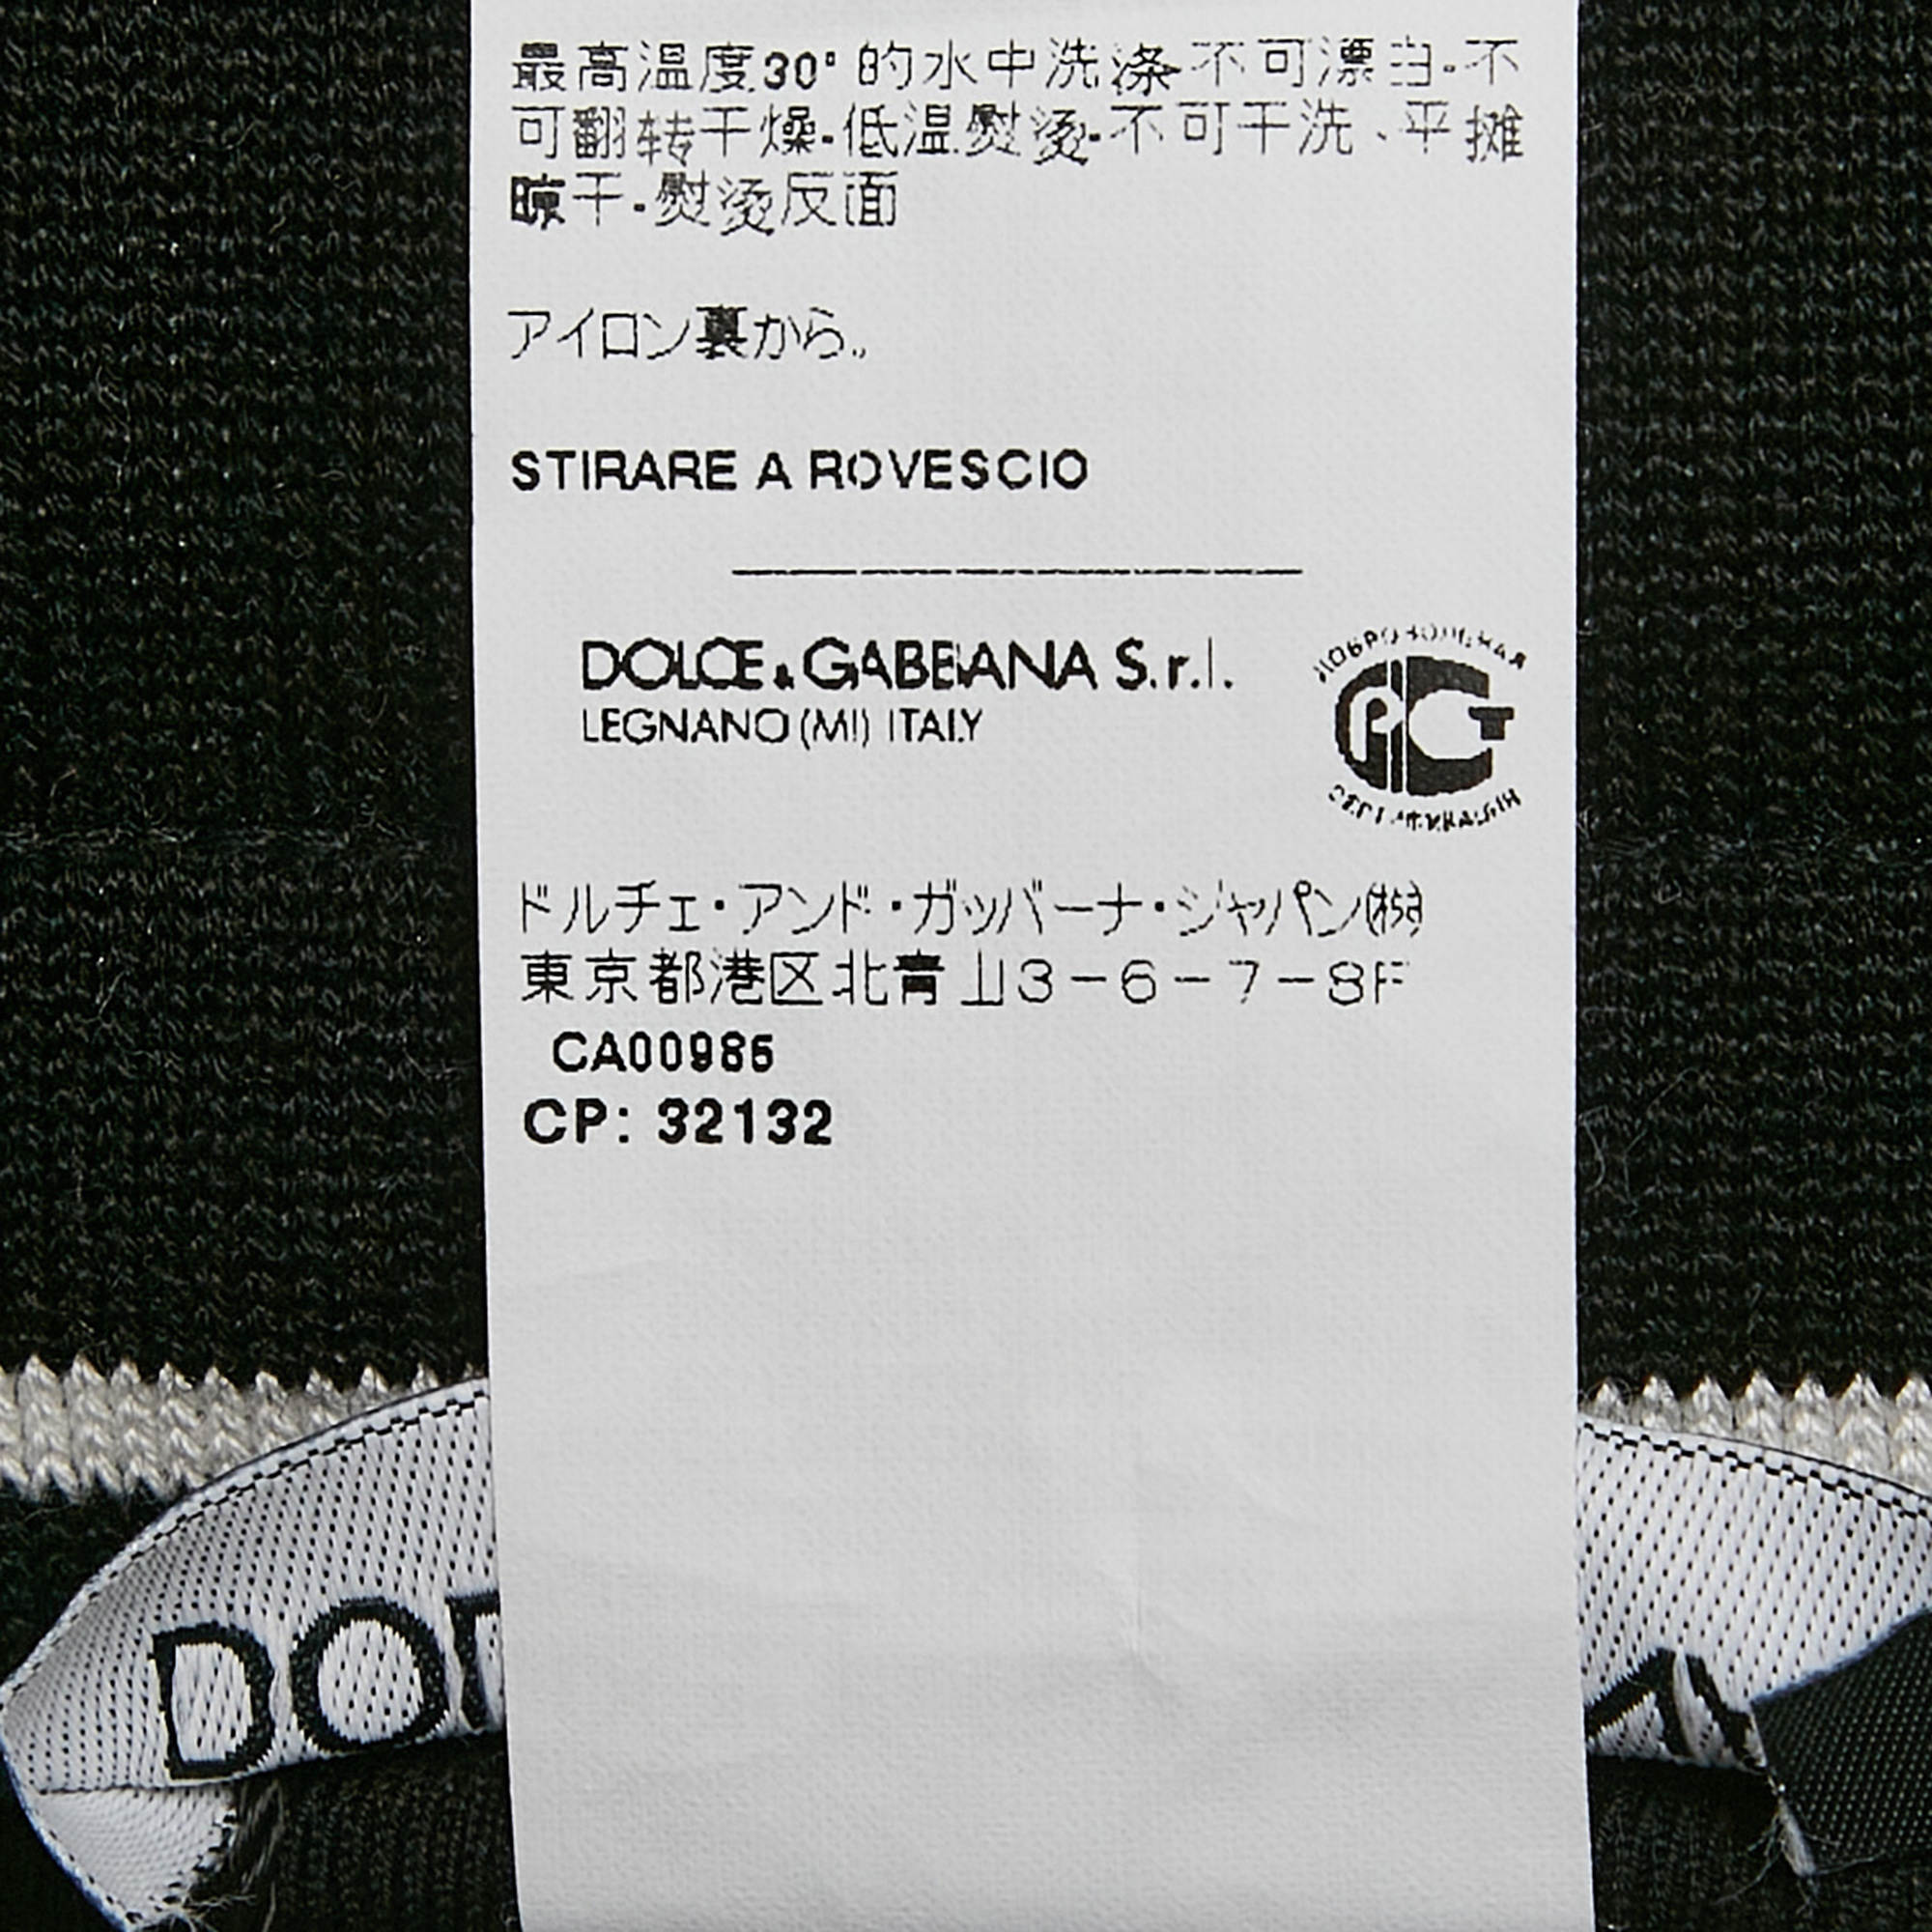 最高温度30°的水中洗涤-不可漂白-不
可翻转干燥-低温熨烫-不可干洗、平摊
晾干-熨烫反面
アイロン裏から。
STIRARE A ROVESCIO
DOLCE & GABBANA S.r.l.
LEGNANO (MI) ITALY
ДОБРОВОЛЬНАЯ
СЕРТИФИКАЦИЯ
ドルチェ・アンド・ガッバーナ・ジャパン㈱
東京都港区北青山3-6-7-8F
CA00985
CP: 32132
DOL
A